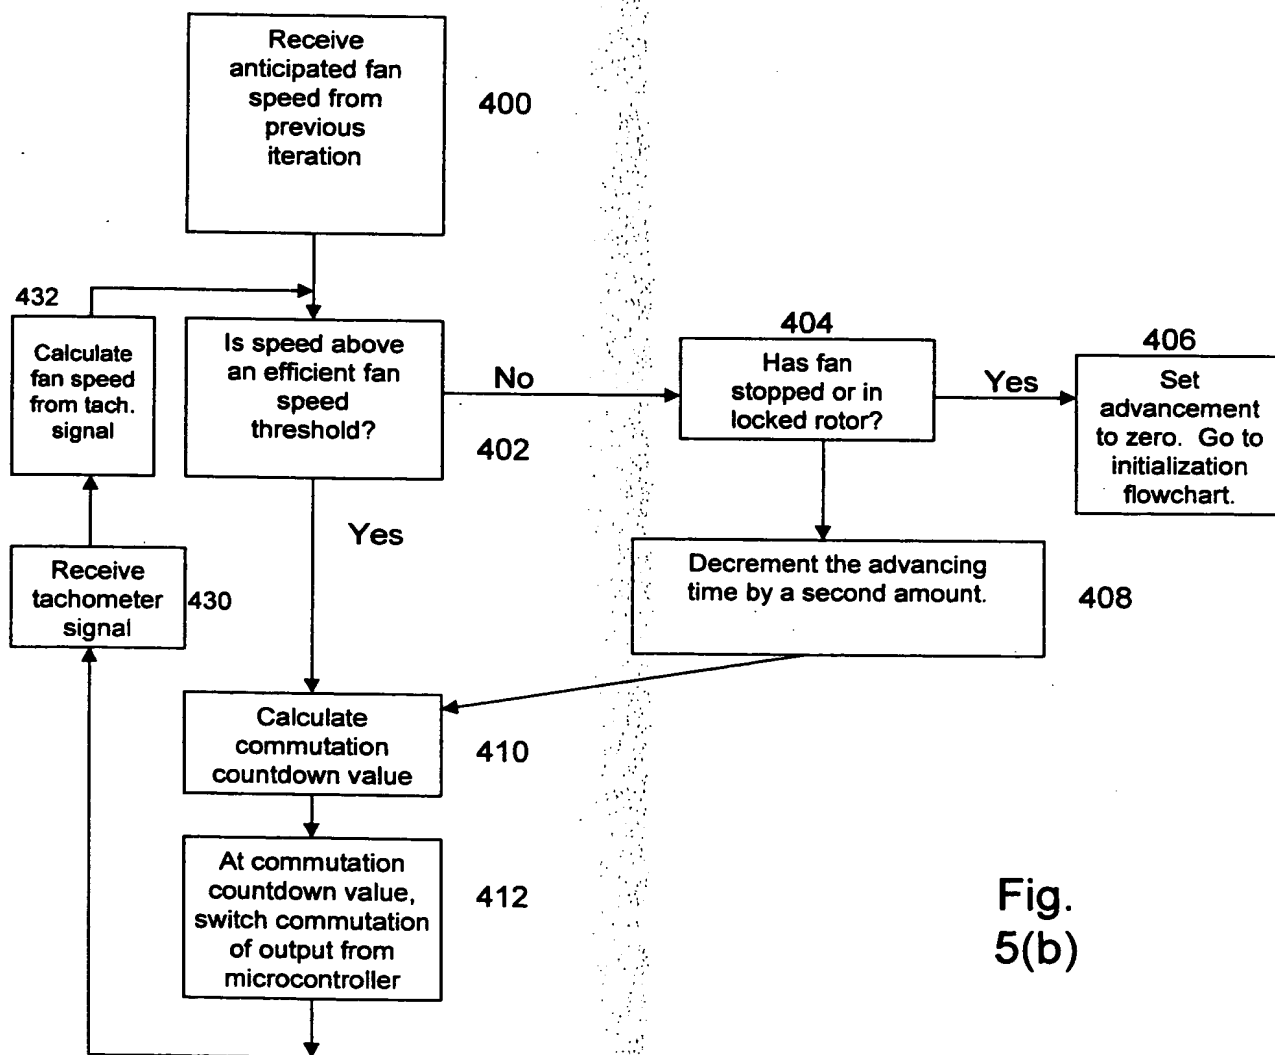 Receive
anticipated fan
speed from
previous
iteration
400
432
Calculate
fan speed
from tach.
signal
Is speed above
an efficient fan
speed
threshold?
402
No
404
Has fan
stopped or in
locked rotor?
Yes
406
Set
advancement
to zero. Go to
initialization
flowchart.
Yes
Receive
tachometer
signal
430
Decrement the advancing
time by a second amount.
408
Calculate
commutation
countdown value
410
At commutation
countdown value,
switch commutation
of output from
microcontroller
412
Fig.
5(b)